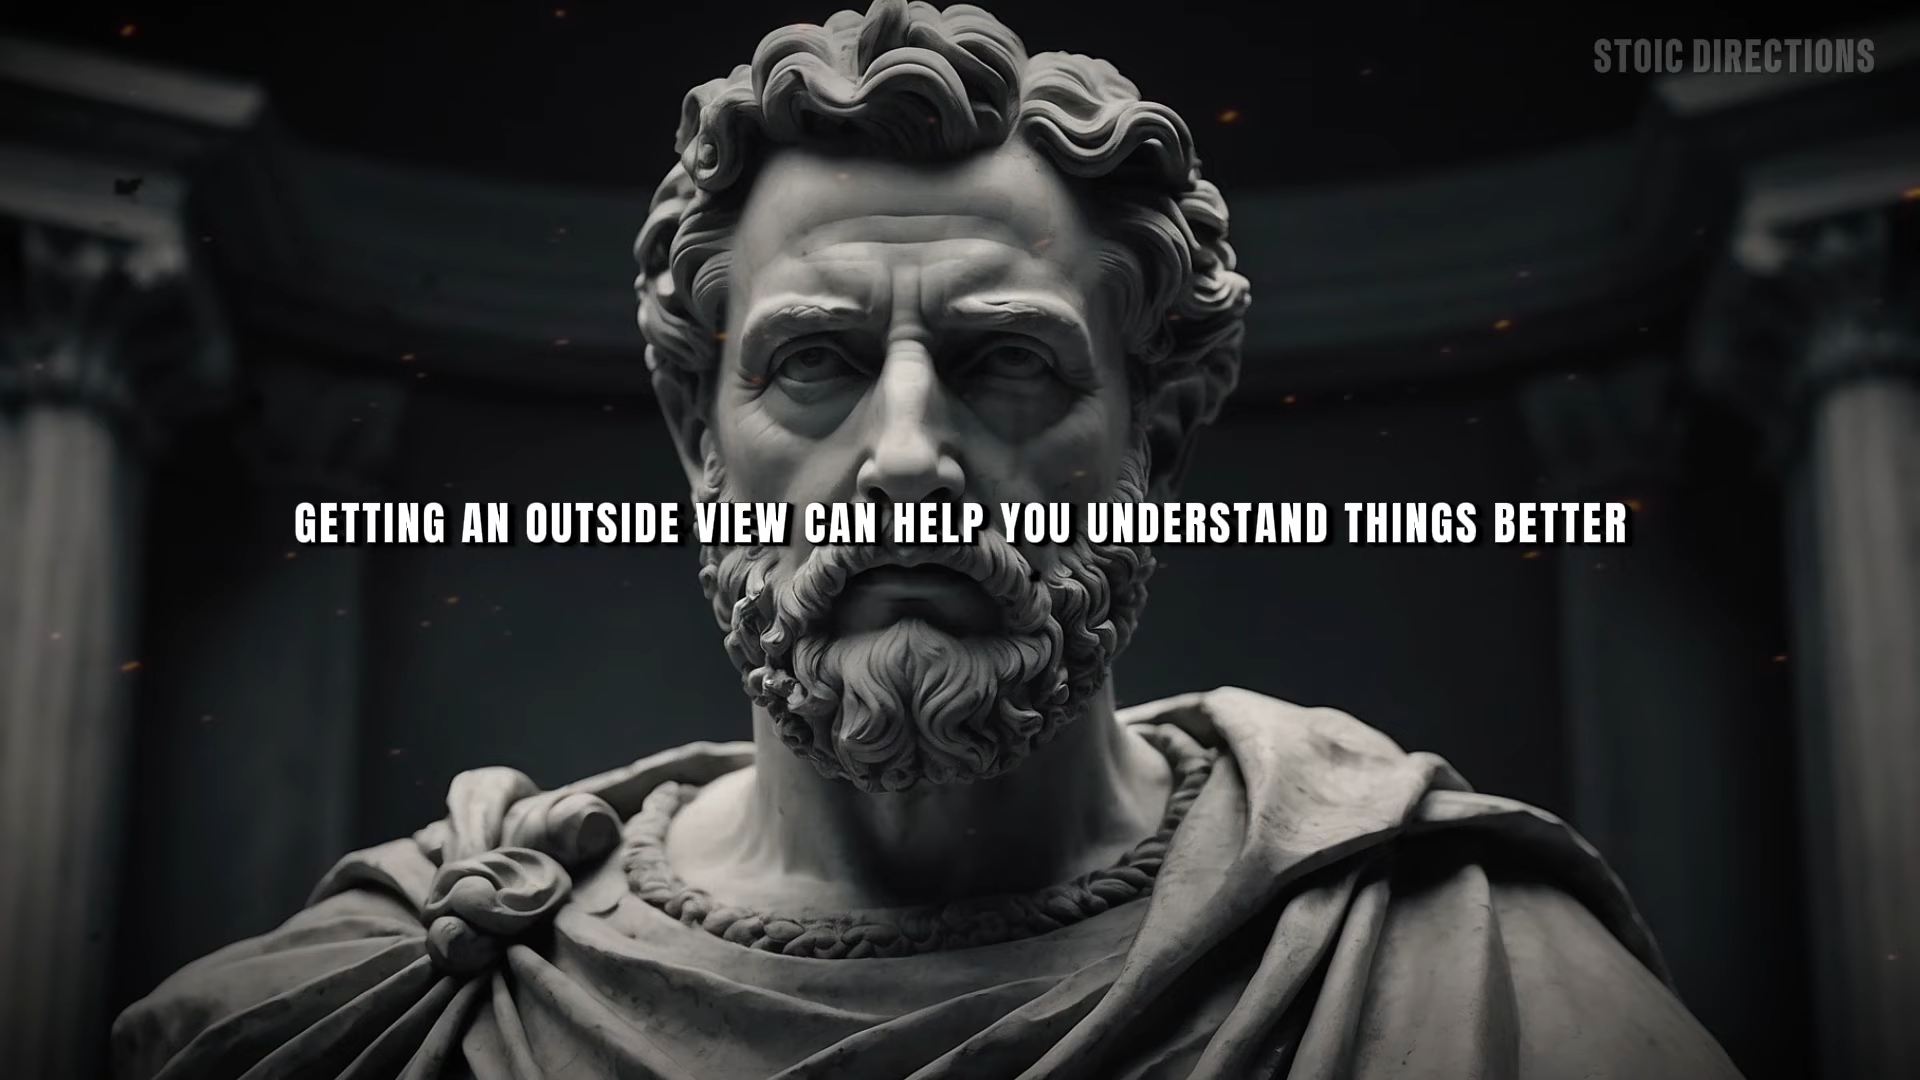 STOIC DIRECTIONS
GETTING AN OUTSIDE VIEW CAN HELP YOU UNDERSTAND THINGS BETTER